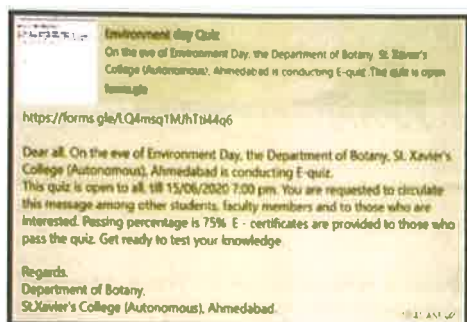 Environment day Quiz
On the eve of Environment Day, the Department of Botany, St. Xavier's
College (Autonomous), Ahmedabad is conducting E-quiz .The quiz is open
forms.gle
https://forms.gle/LQ4msq1MJhTti44q6
Dear all. On the eve of Environment Day, the Department of Botany, St. Xavier's
College (Autonomous), Ahmedabad is conducting E-quiz.
This quiz is open to all, till 15/06/2020 7:00 pm. You are requested to circulate
this message among other students, faculty members and to those who are
interested. Passing percentage is 75% E - certificates are provided to those who
pass the quiz. Get ready to test your knowledge
Regards.
Department of Botany,
St.Xavier's College (Autonomous), Ahmedabad.